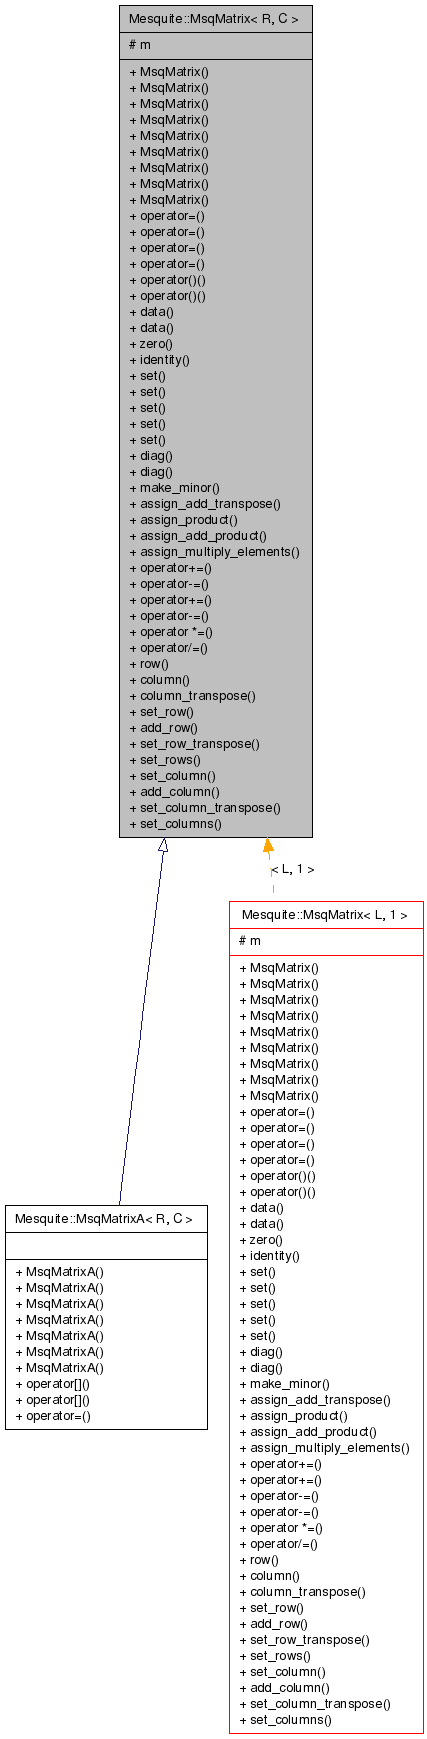 Mesquite::MsqMatrix< R, C >
# m
+ MsqMatrix()
+ MsqMatrix()
+ MsqMatrix()
+ MsqMatrix()
+ MsqMatrix()
+ MsqMatrix()
+ MsqMatrix()
+ MsqMatrix()
+ MsqMatrix()
+ operator=()
+ operator=()
+ operator=()
+ operator=()
+ operator()()
+ operator()()
+ data()
+ data()
+ zero()
+ identity()
+ set()
+ set()
+ set()
+ set()
+ set()
+ diag()
+ diag()
+ make_minor()
+ assign_add_transpose()
+ assign_product()
+ assign_add_product()
+ assign_multiply_elements()
+ operator+=()
+ operator-=()
+ operator+=()
+ operator-=()
+ operator *=()
+ operator/=()
+ row()
+ column()
+ column_transpose()
+ set_row()
+ add_row()
+ set_row_transpose()
+ set_rows()
+ set_column()
+ add_column()
+ set_column_transpose()
+ set_columns()
< L, 1 >
Mesquite::MsqMatrix< L, 1 >
# m
+ MsqMatrix()
+ MsqMatrix()
+ MsqMatrix()
+ MsqMatrix()
+ MsqMatrix()
+ MsqMatrix()
+ MsqMatrix()
+ MsqMatrix()
+ MsqMatrix()
+ operator=()
+ operator=()
+ operator=()
+ operator=()
+ operator()()
+ operator()()
+ data()
+ data()
+ zero()
+ identity()
+ set()
+ set()
+ set()
+ set()
+ set()
+ diag()
+ diag()
+ make_minor()
+ assign_add_transpose()
+ assign_product()
+ assign_add_product()
+ assign_multiply_elements()
+ operator+=()
+ operator+=()
+ operator-=()
+ operator-=()
+ operator *=()
+ operator/=()
+ row()
+ column()
+ column_transpose()
+ set_row()
+ add_row()
+ set_row_transpose()
+ set_rows()
+ set_column()
+ add_column()
+ set_column_transpose()
+ set_columns()
Mesquite::MsqMatrixA< R, C >
+ MsqMatrixA()
+ MsqMatrixA()
+ MsqMatrixA()
+ MsqMatrixA()
+ MsqMatrixA()
+ MsqMatrixA()
+ MsqMatrixA()
+ operator[]()
+ operator[]()
+ operator=()